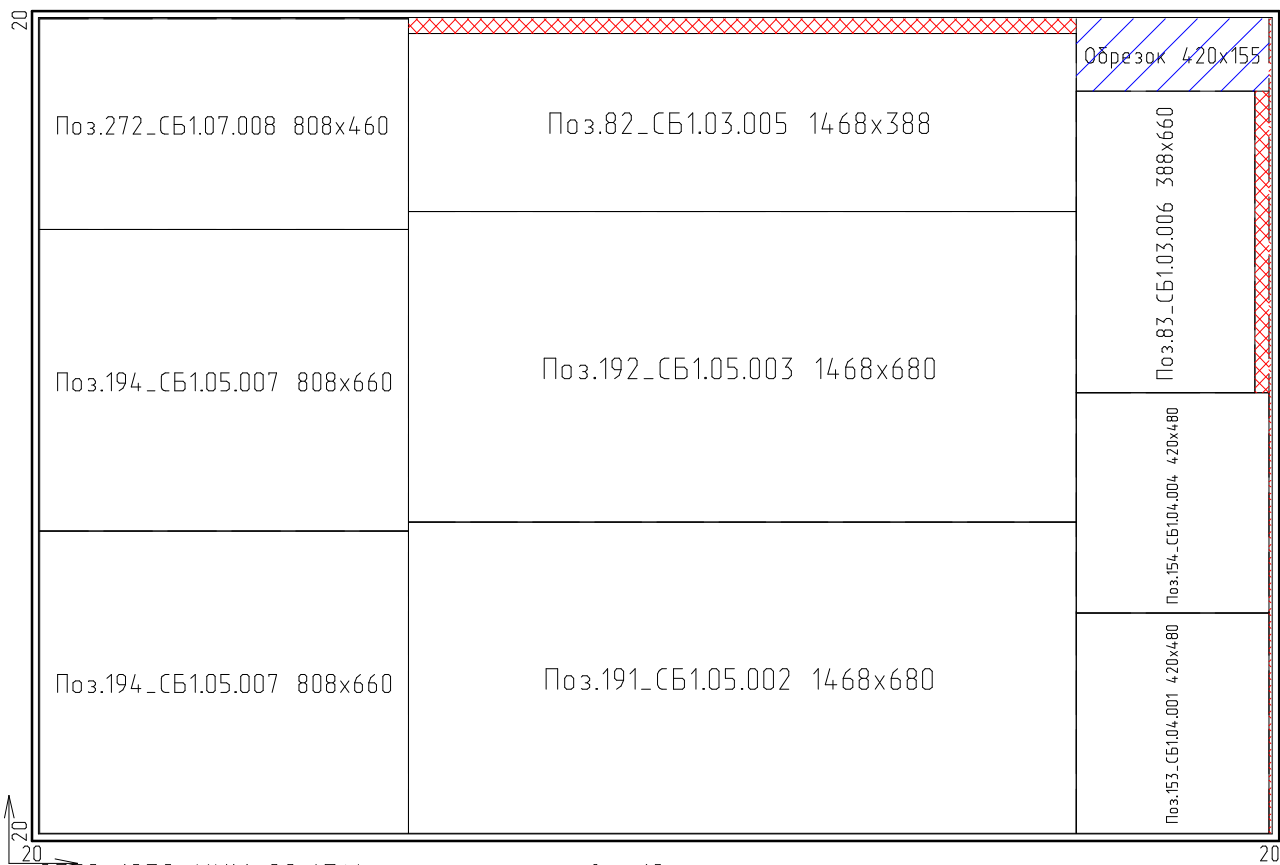 20
Обрезок 420х155
Поз.272_СБ1.07.008 808х460
Поз.82_СБ1.03.005 1468х388
Поз.83_СБ1.03.006 388х660
Поз.194_СБ1.05.007 808х660
Поз.192_СБ1.05.003 1468х680
Поз.154_СБ1.04.004 420х480
Поз.194_СБ1.05.007 808х660
Поз.191_СБ1.05.002 1468х680
Поз.153_СБ1.04.001 420х480
20
20
20